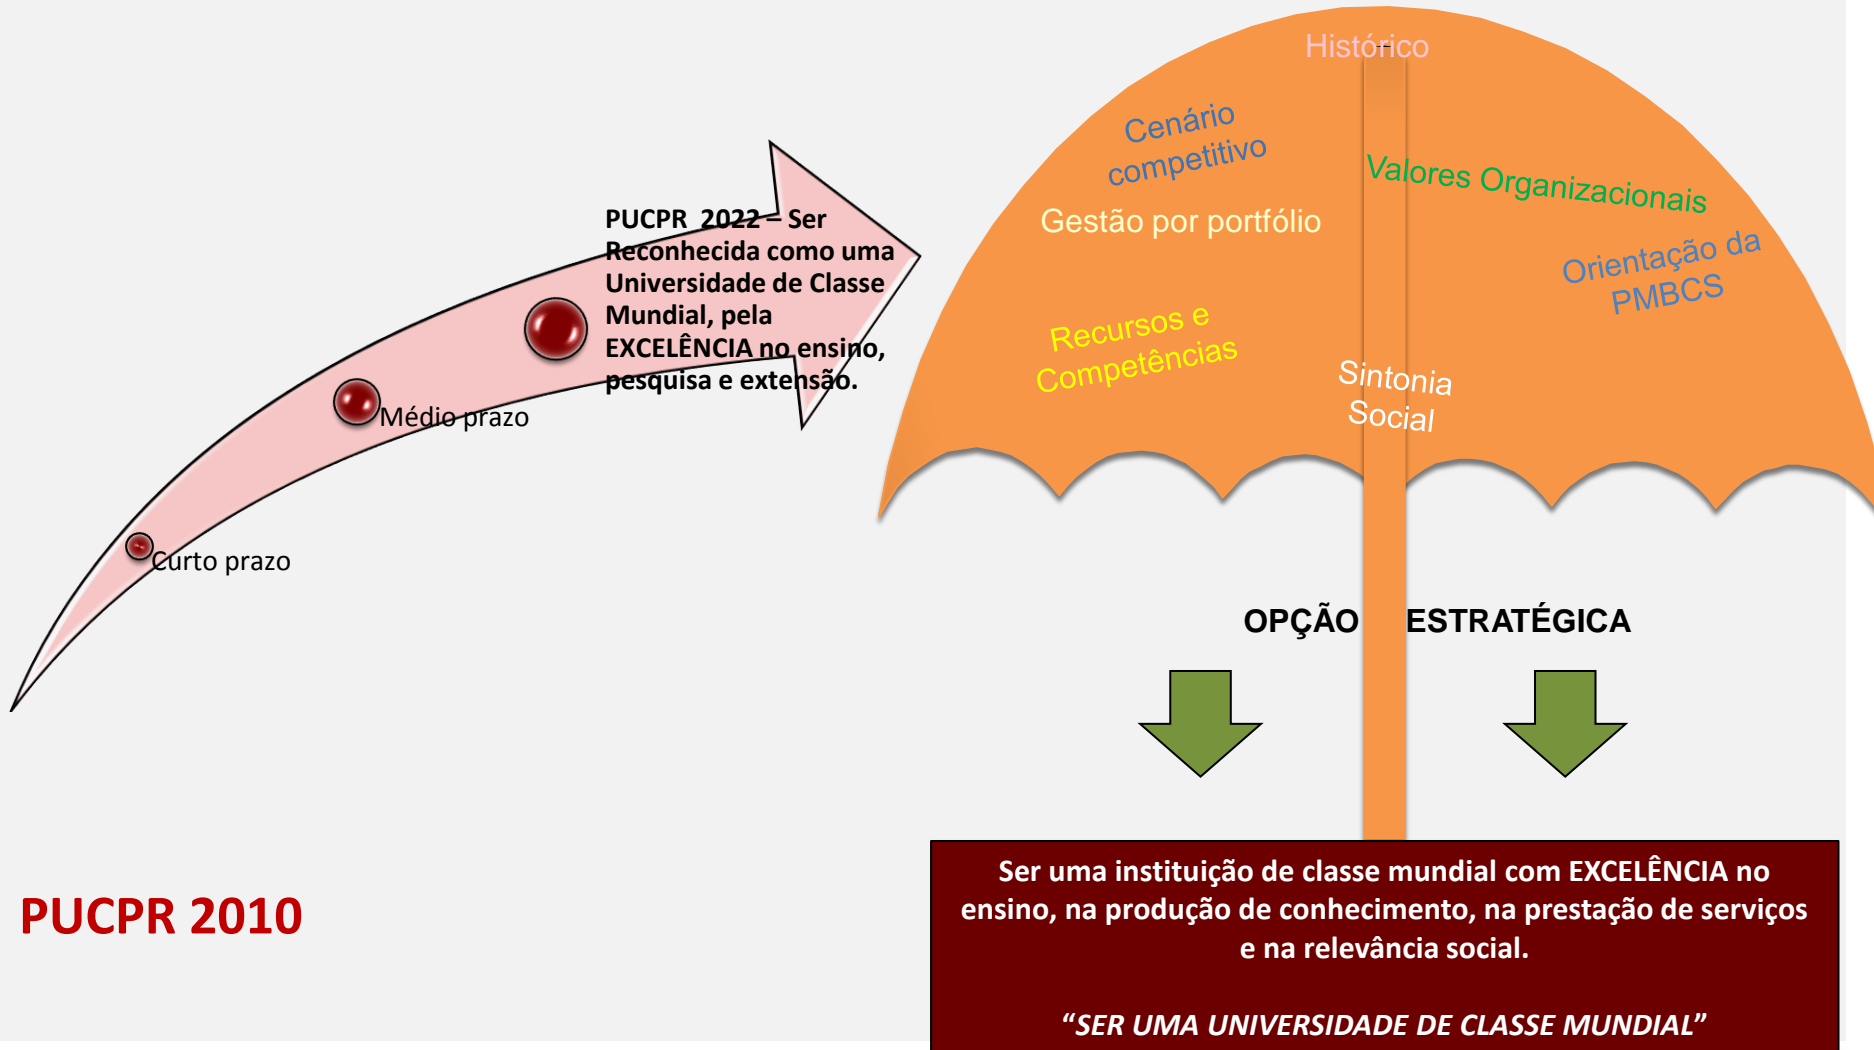 PUCPR 2022 – Ser
Reconhecida como uma
Universidade de Classe
Mundial, pela
EXCELÊNCIA no ensino,
pesquisa e extensão.
Médio prazo
Curto prazo
PUCPR 2010
Histórico
Cenário
competitivo
Valores Organizacionais
Gestão por portfólio
Orientação da
PMBCS
Recursos e
Competências
Sintonia
Social
OPÇÃO ESTRATÉGICA
Ser uma instituição de classe mundial com EXCELÊNCIA no
ensino, na produção de conhecimento, na prestação de serviços
e na relevância social.
“SER UMA UNIVERSIDADE DE CLASSE MUNDIAL”